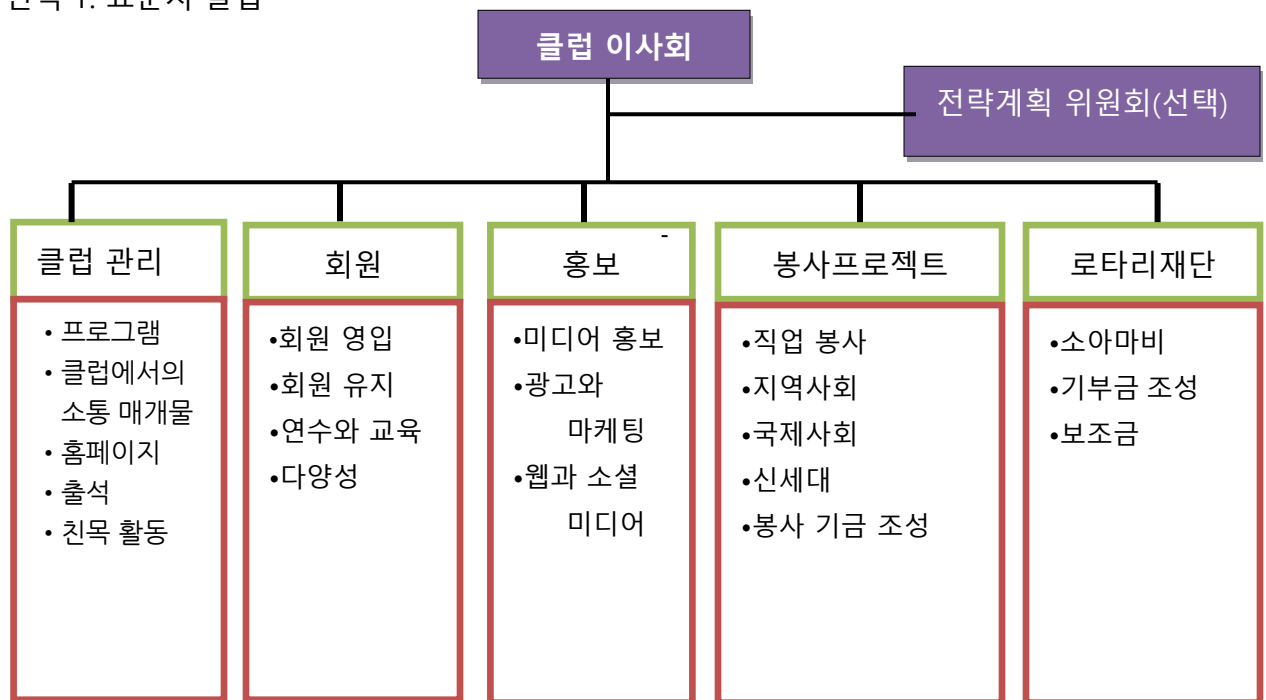 클럽 이사회
전략계획 위원회(선택)
클럽 관리
• 프로그램
• 클럽에서의
소통 매개물
• 홈페이지
• 출석
• 친목 활동
회원
•회원 영입
•회원 유지
•연수와 교육
•다양성
-
홍보
•미디어 홍보
•광고와
마케팅
•웹과 소셜
미디어
봉사프로젝트
•직업 봉사
•지역사회
•국제사회
•신세대
•봉사 기금 조성
로타리재단
•소아마비
•기부금 조성
•보조금